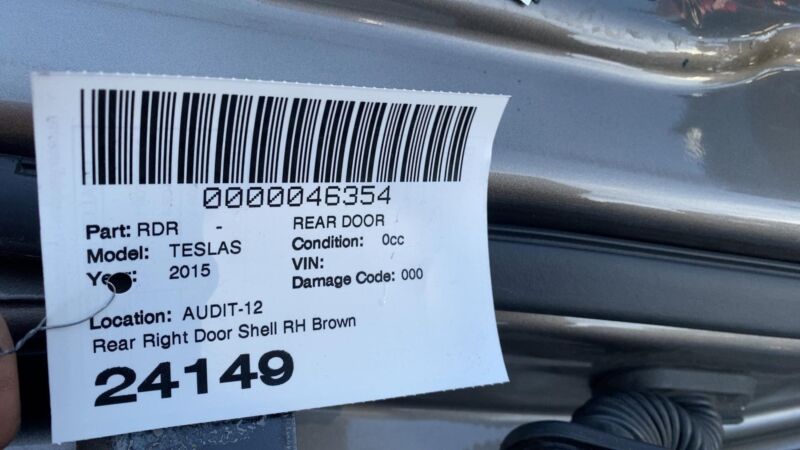 0000046354
Part: RDR - REAR DOOR
Model: TESLAS Condition: 0cc
VIN:
2015 Damage Code: 000
Location: AUDIT-12
Rear Right Door Shell RH Brown
24149